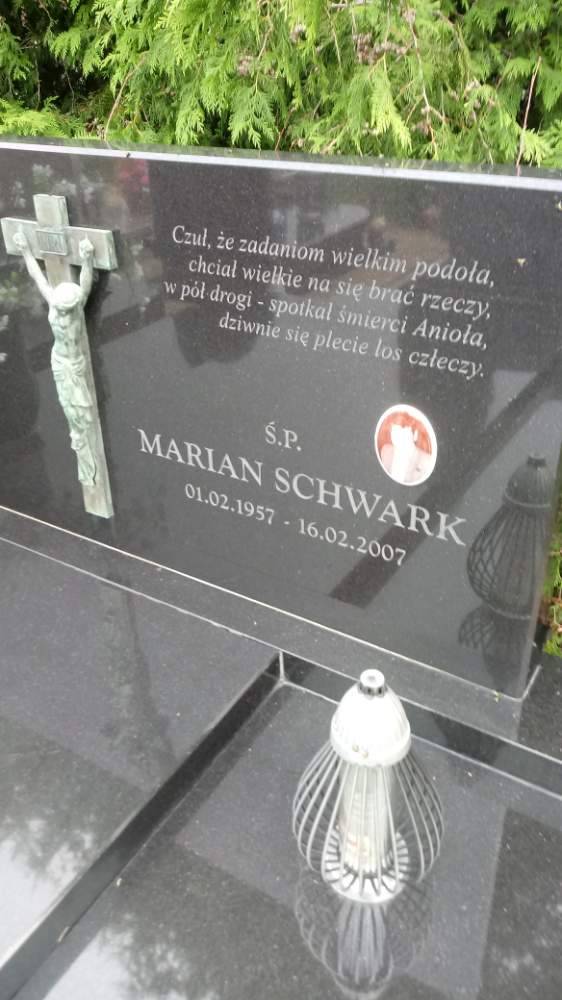 Czuł, że zadaniom wielkim podoła,
chciał wielkie na się brać rzeczy,
w pół drogi - spotkał śmierci Anioła,
dziwnie się plecie los człeczy.
Ś.P.
MARIAN SCHWARK
01.02.1957 - 16.02.2007